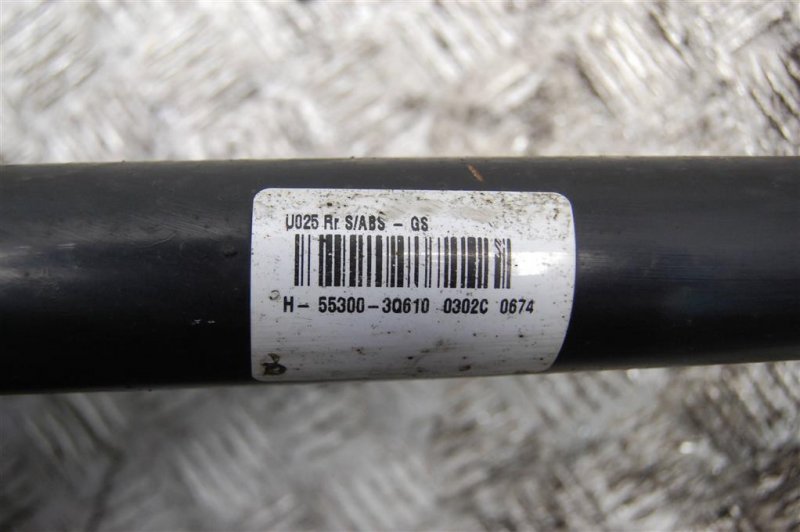 U025 Rr S/ABS - GS
H- 55300-3Q610 0302C 0674